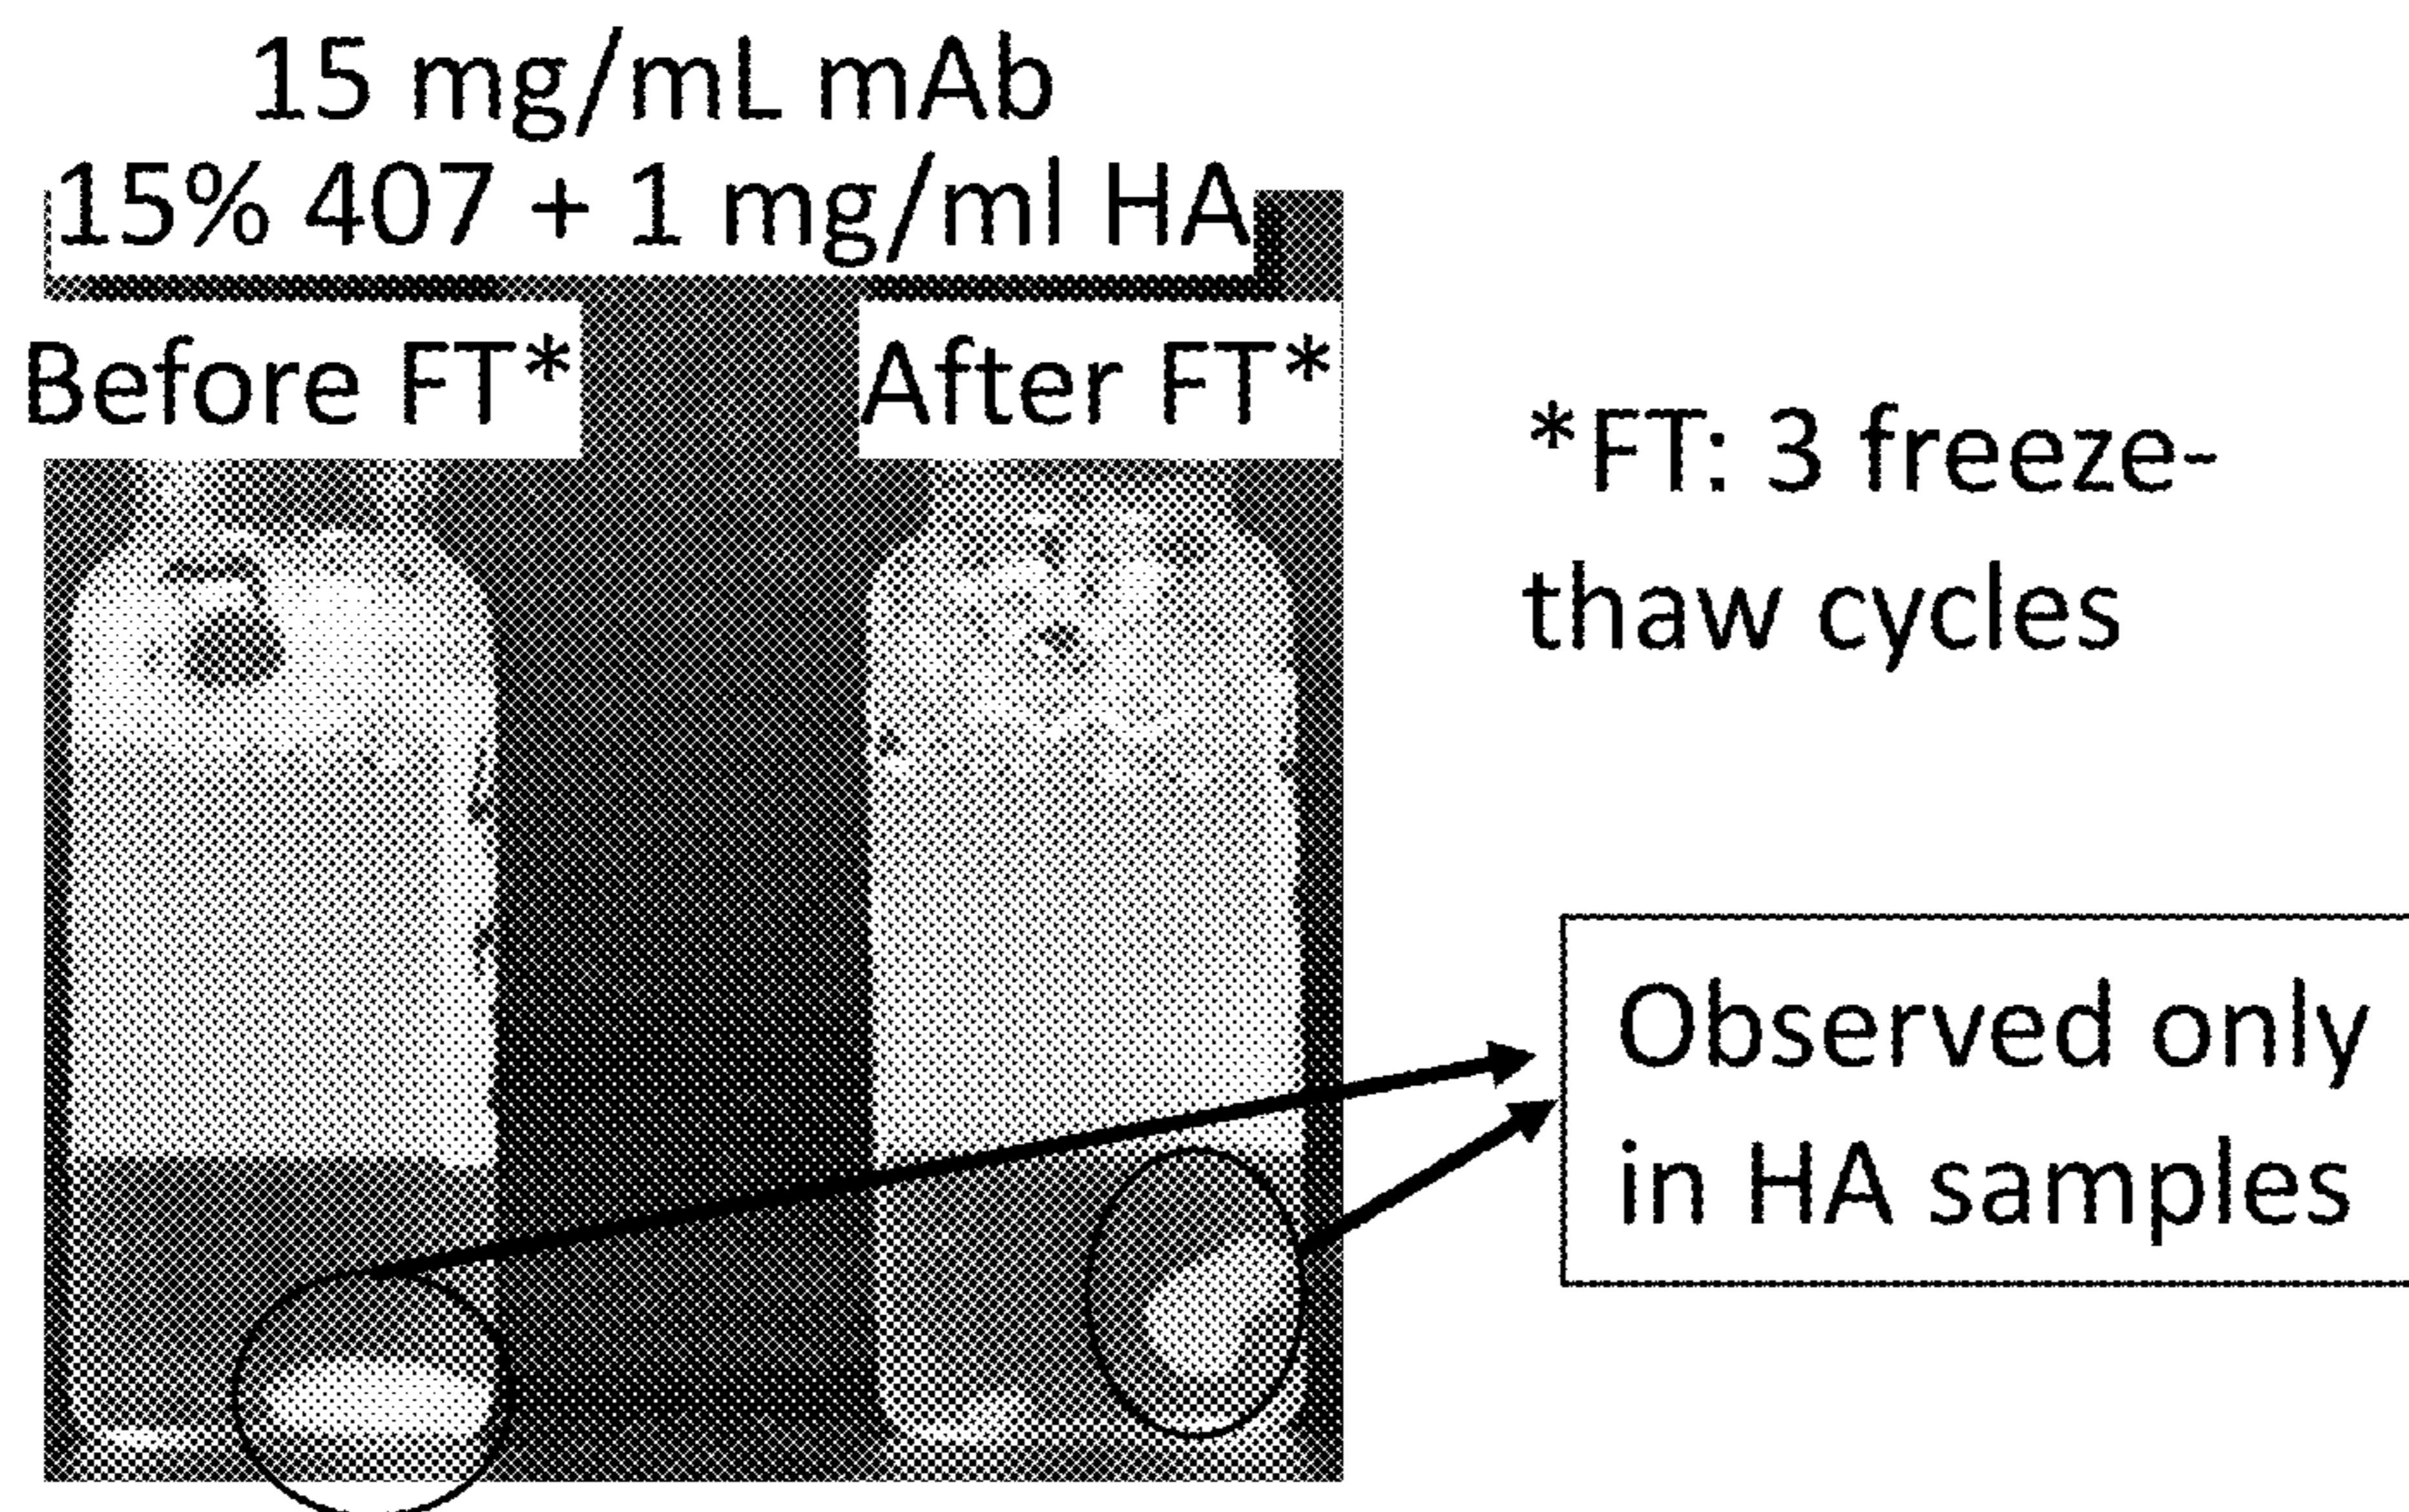 15 mg/mL mAb
15% 407 + 1 mg/ml HA
Before FT*
After FT*
*FT: 3 freeze-
thaw cycles
Observed only
in HA samples